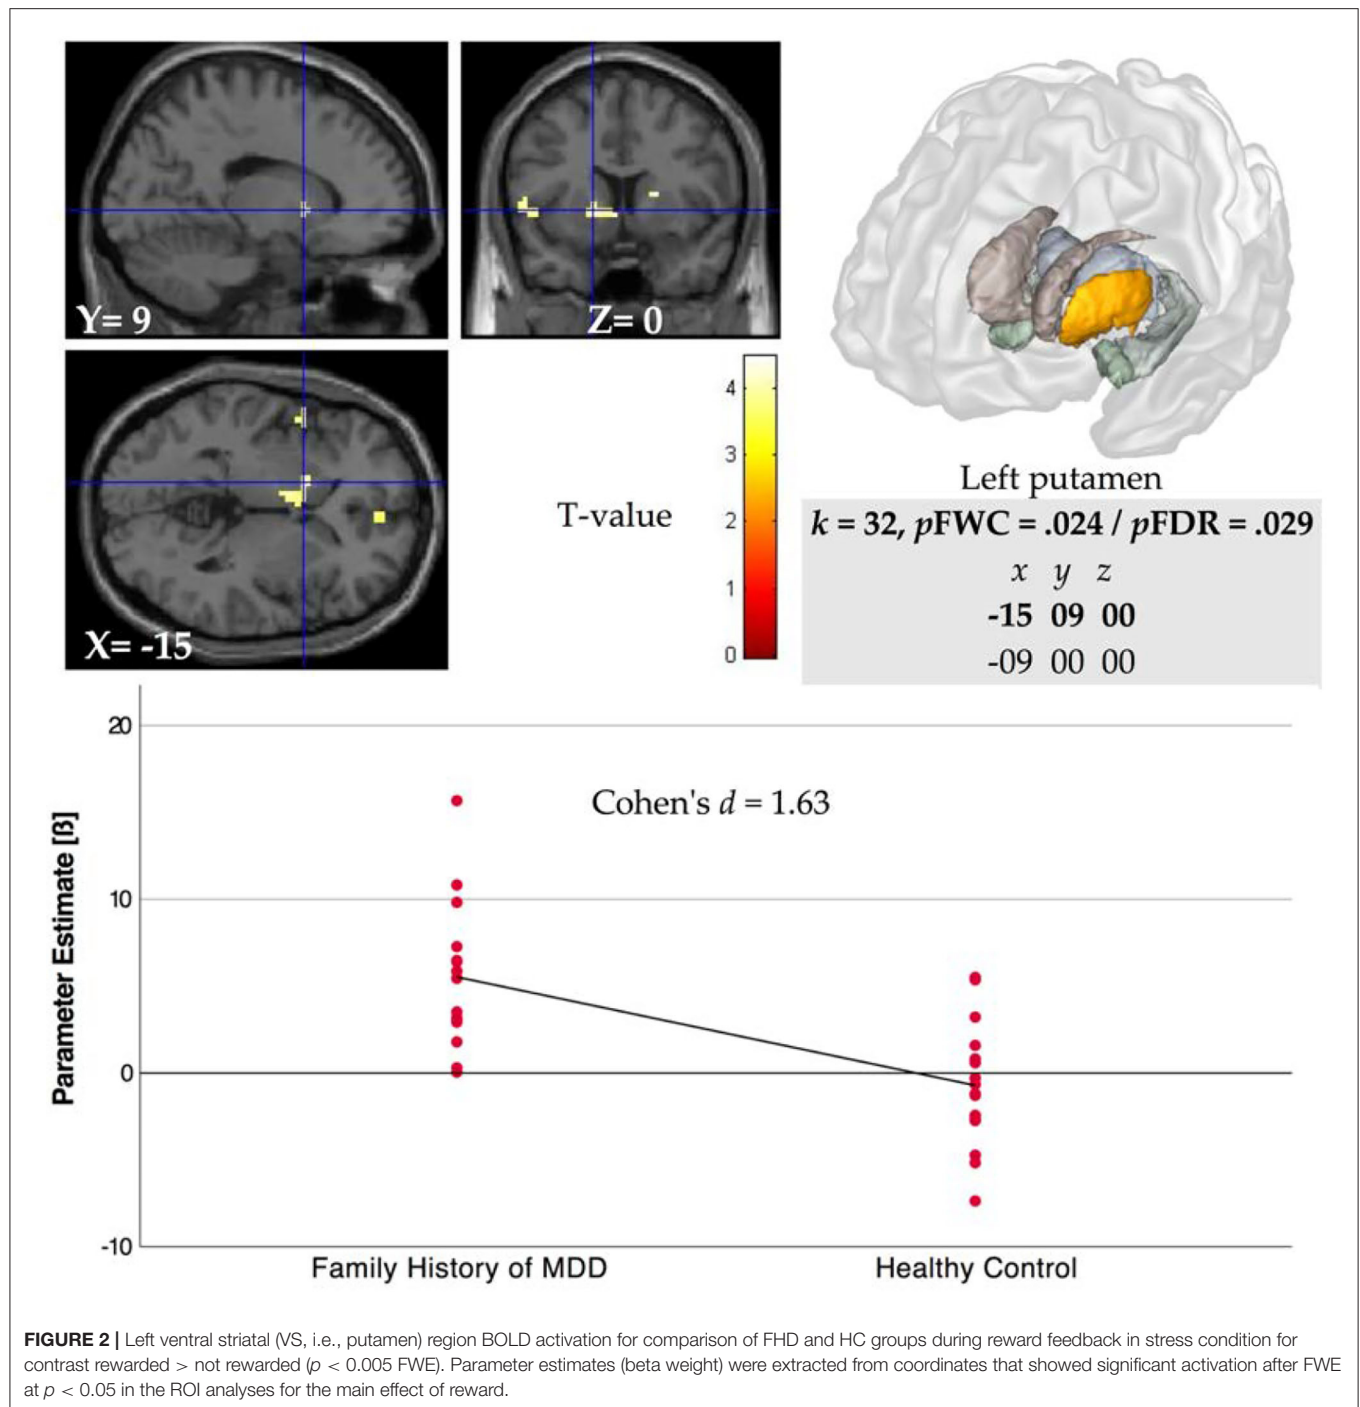 Y= 9
Z= 0
X= -15
T-value
4
3
2
1
0
Left putamen
k = 32, pFWC = .024 / pFDR = .029
x y z
-15 09 00
-09 00 00
20
10
0
-10
Parameter Estimate [ß]
Cohen's d = 1.63
Family History of MDD
Healthy Control
FIGURE 2 | Left ventral striatal (VS, i.e., putamen) region BOLD activation for comparison of FHD and HC groups during reward feedback in stress condition for
contrast rewarded > not rewarded (p < 0.005 FWE). Parameter estimates (beta weight) were extracted from coordinates that showed significant activation after FWE
at p < 0.05 in the ROI analyses for the main effect of reward.